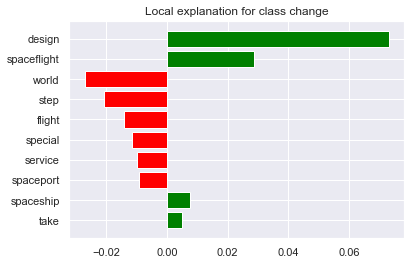 Local explanation for class change
design
spaceflight
world
step
flight
special
service
spaceport
spaceship
take
−0.02 0.00 0.02 0.04 0.06